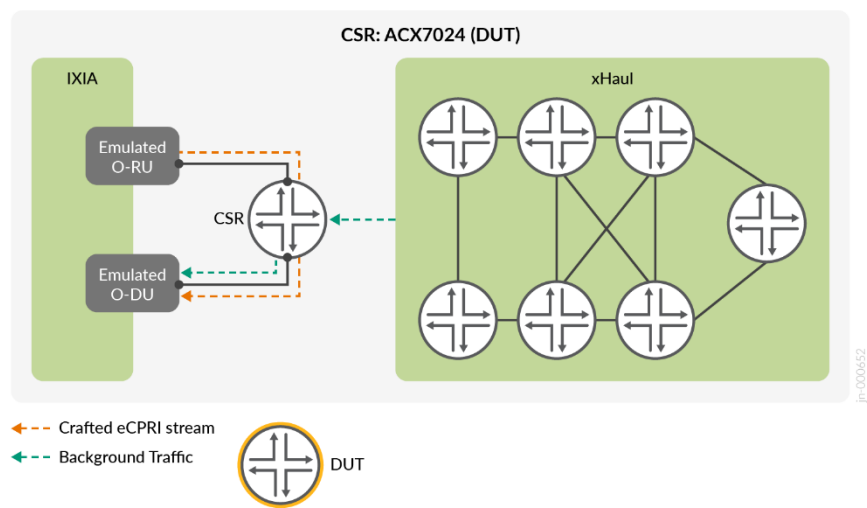 CSR: ACX7024 (DUT)
IXIA
xHaul
Emulated
O-RU
CSR
Emulated
O-DU
jn-000652
Crafted eCPRI stream
Background Traffic
DUT